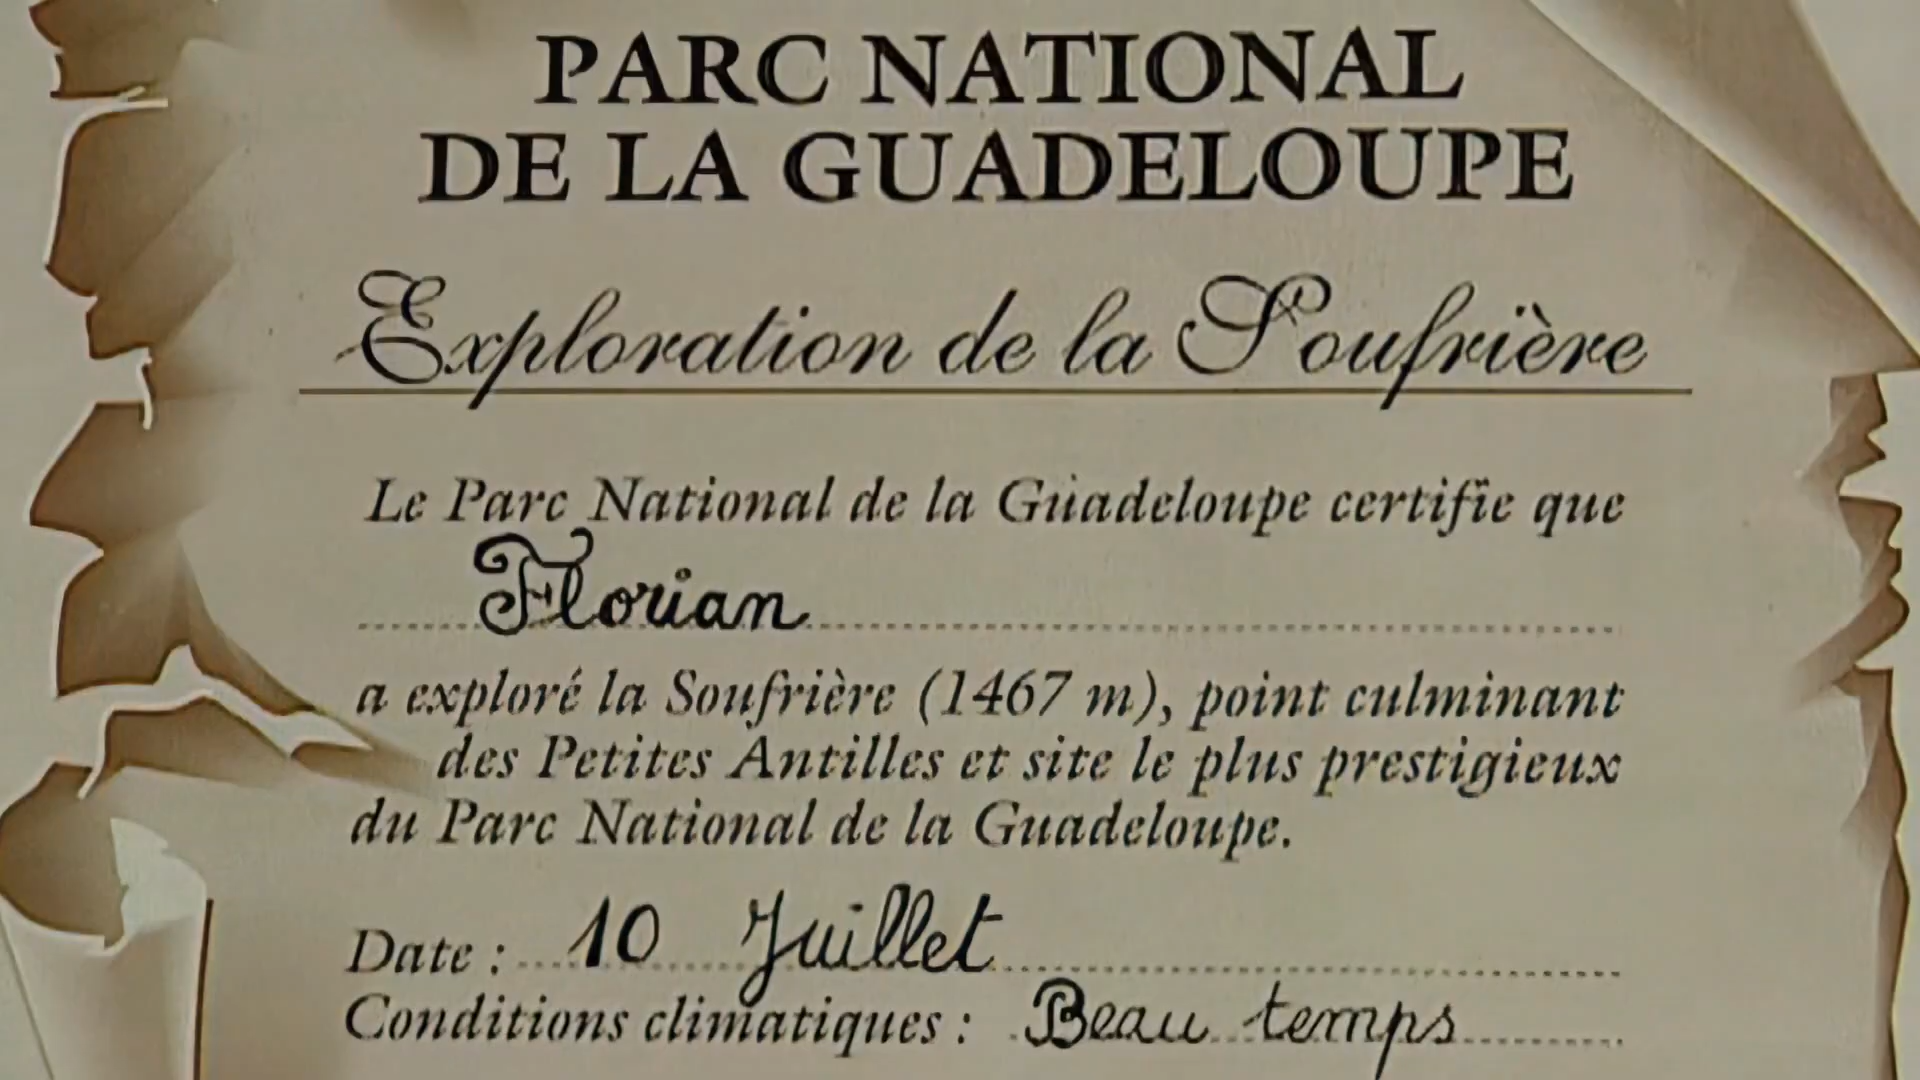 PARC NATIONAL
DE LA GUADELOUPE
Exploration de la Soufrière
Le Parc National de la Guadeloupe certifie que
Florian
a exploré la Soufrière (1467 m), point culminant
des Petites Antilles et site le plus prestigieux
du Parc National de la Guadeloupe.
Date : 10 Juillet
Conditions climatiques : Beau temps